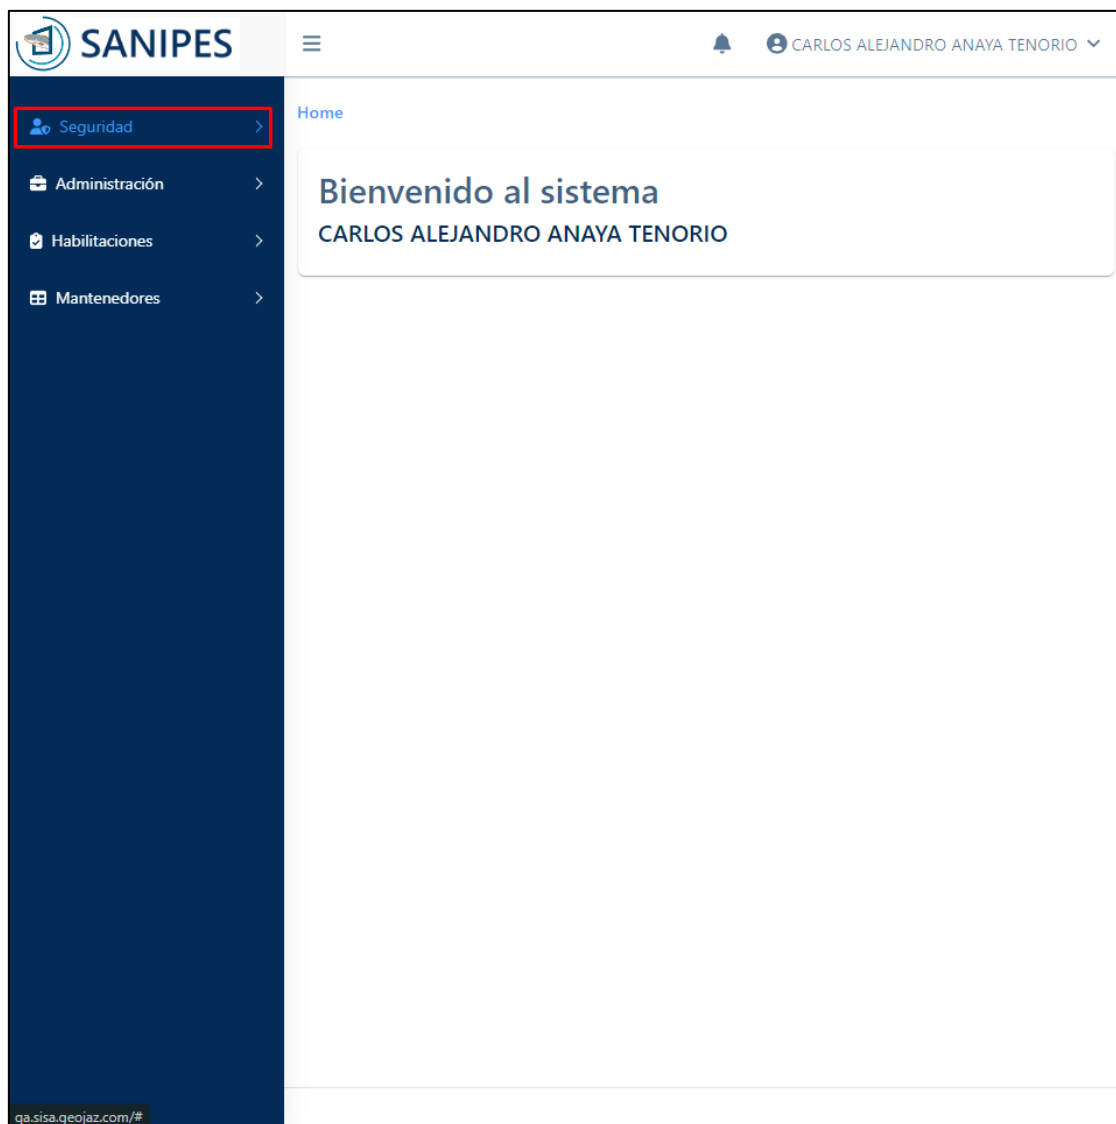 SANIPES
CARLOS ALEJANDRO ANAYA TENORIO
Home
Seguridad
Administración
Habilitaciones
Mantenedores
Bienvenido al sistema
CARLOS ALEJANDRO ANAYA TENORIO
qa.sisa.geojaz.com/#